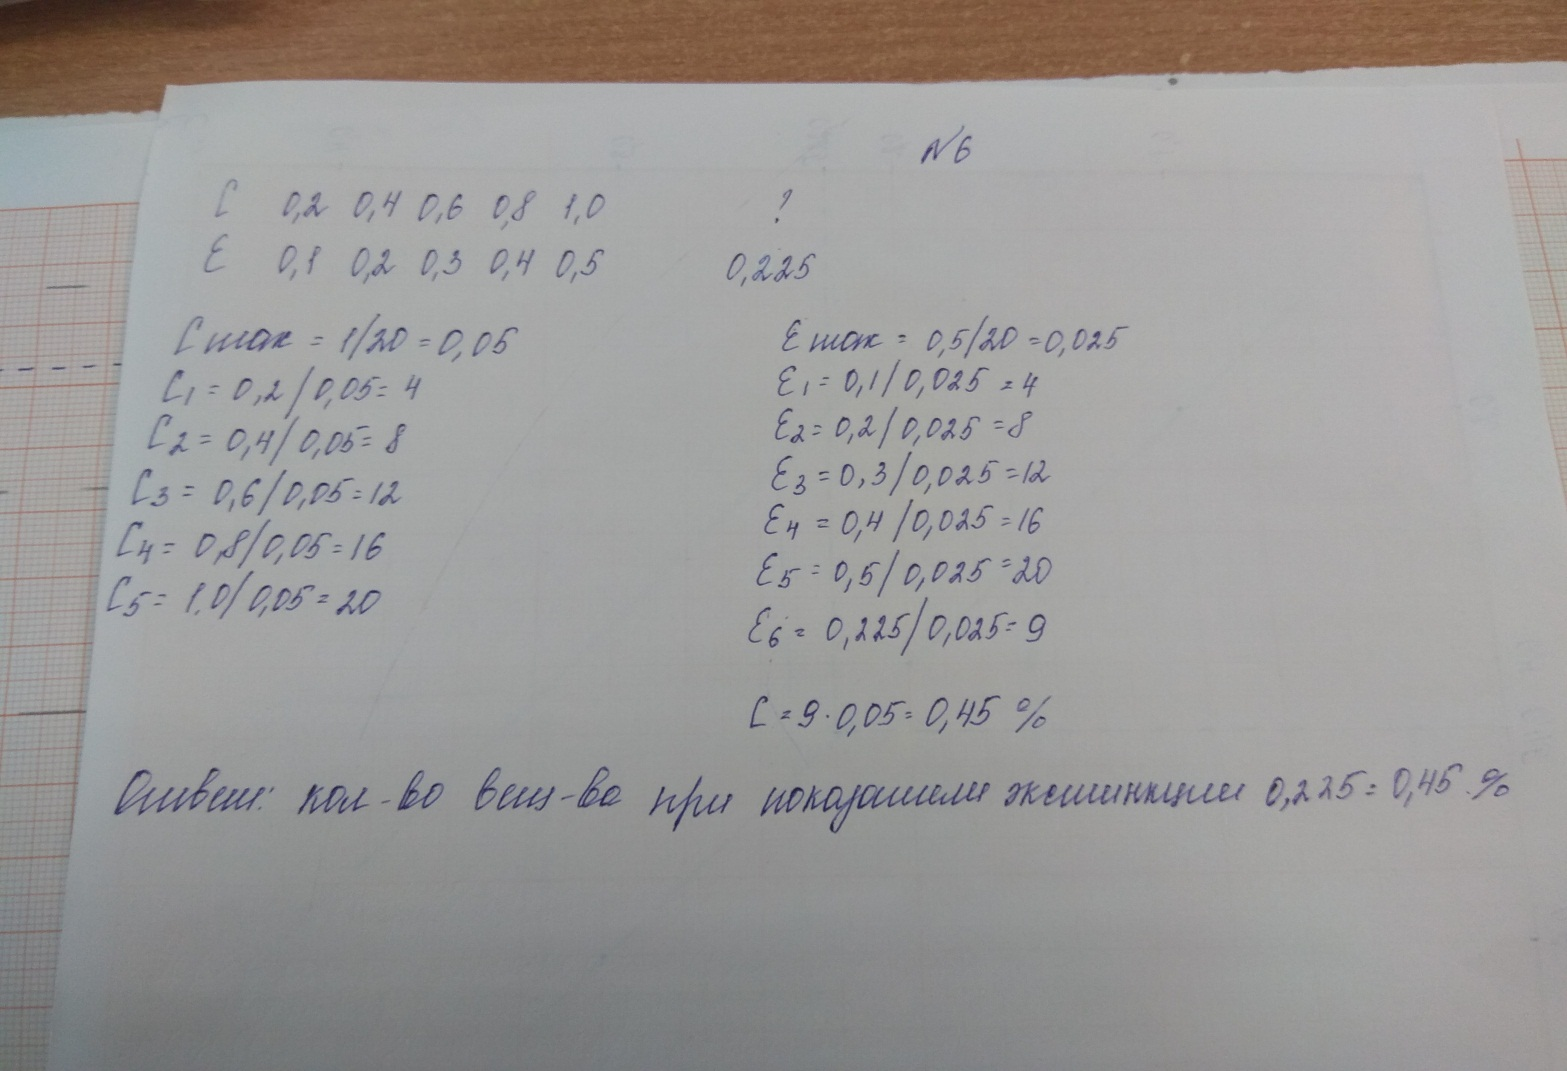 №6
C 0,2 0,4 0,6 0,8 1,0 ?
E 0,1 0,2 0,3 0,4 0,5 0,225
C max = 1/20 = 0,05
C1 = 0,2/0,05 = 4
C2 = 0,4/0,05 = 8
C3 = 0,6/0,05 = 12
C4 = 0,8/0,05 = 16
C5 = 1.0/0,05 = 20
E max = 0,5/20 = 0,025
E1 = 0,1/0,025 = 4
E2 = 0,2/0,025 = 8
E3 = 0,3/0,025 = 12
E4 = 0,4/0,025 = 16
E5 = 0,5/0,025 = 20
E6 = 0,225/0,025 = 9
C = 9 · 0,05 = 0,45 %
Ответ: кол-во вещ-ва при показатели экстинкции 0,225 = 0,45 %